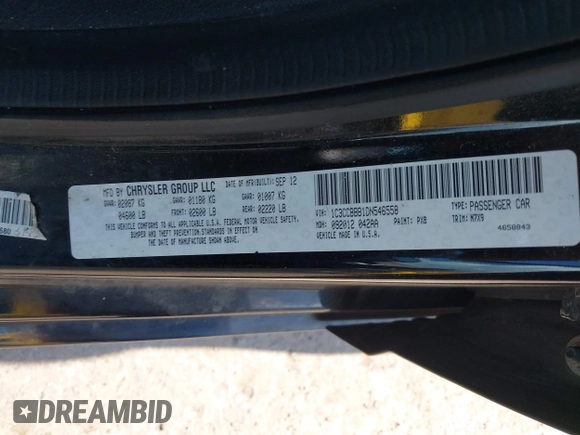 MFD BY CHRYSLER GROUP LLC
DATE OF MFR(BUILT): SEP 12
GVWR: 02087 KG
GAWR: 01180 KG
GAWR: 01007 KG
04600 LB
FRONT: 02600 LB
REAR: 02220 LB
THIS VEHICLE CONFORMS TO ALL APPLICABLE U.S.A. FEDERAL MOTOR VEHICLE SAFETY,
BUMPER AND THEFT PREVENTION STANDARDS IN EFFECT ON
THE DATE OF MANUFACTURE SHOWN ABOVE
VIN: 1C3CCBBB1DN546558
TYPE: PASSENGER CAR
MDH: 092012 042AA
PAINT: PX8
TRIM: M7X9
VEHICLE MADE IN U.S.A.
4658843
DREAMBID